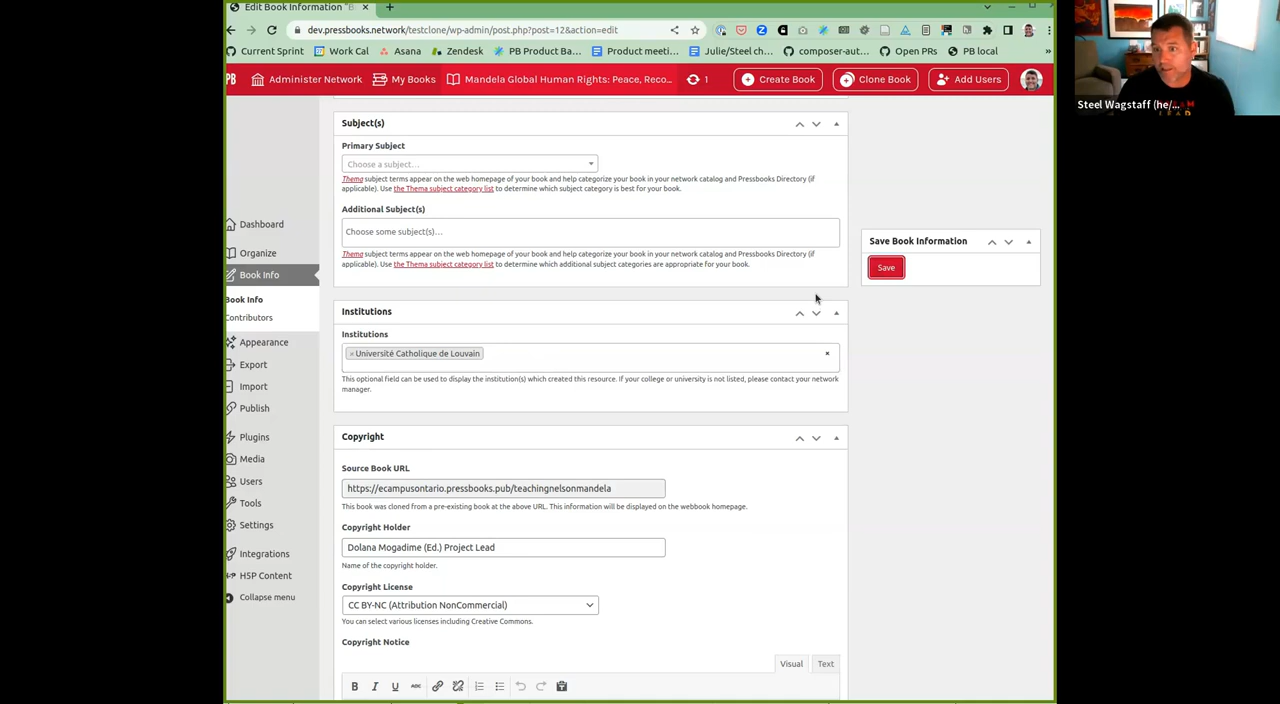 Edit Book Information "B
dev.pressbooks.network/testclone/wp-admin/post.php?post=12&action=edit
Current Sprint
Work Cal
Asana
Zendesk
PB Product Ba...
Product meeti...
Julie/Steel ch...
composer-aut...
Open PRs
PB local
»
PB
Administer Network
My Books
Mandela Global Human Rights: Peace, Reco...
1
Create Book
Clone Book
Add Users
Steel Wagstaff (he/...
Dashboard
Organize
Book Info
Book Info
Contributors
Appearance
Export
Import
Publish
Plugins
Media
Users
Tools
Settings
Integrations
H5P Content
Collapse menu
Subject(s)
Primary Subject
Choose a subject...
Thema subject terms appear on the web homepage of your book and help categorize your book in your network catalog and Pressbooks Directory (if
applicable). Use the Thema subject category list to determine which subject category is best for your book.
Additional Subject(s)
Choose some subject(s)...
Thema subject terms appear on the web homepage of your book and help categorize your book in your network catalog and Pressbooks Directory (if
applicable). Use the Thema subject category list to determine which additional subject categories are appropriate for your book.
Institutions
Institutions
× Université Catholique de Louvain
×
This optional field can be used to display the institution(s) which created this resource. If your college or university is not listed, please contact your network
manager.
Copyright
Source Book URL
https://ecampusontario.pressbooks.pub/teachingnelsonmandela
This book was cloned from a pre-existing book at the above URL. This information will be displayed on the webbook homepage.
Copyright Holder
Dolana Mogadime (Ed.) Project Lead
Name of the copyright holder.
Copyright License
CC BY-NC (Attribution NonCommercial)
You can select various licenses including Creative Commons.
Copyright Notice
Visual
Text
B I U ABC
Save Book Information
Save